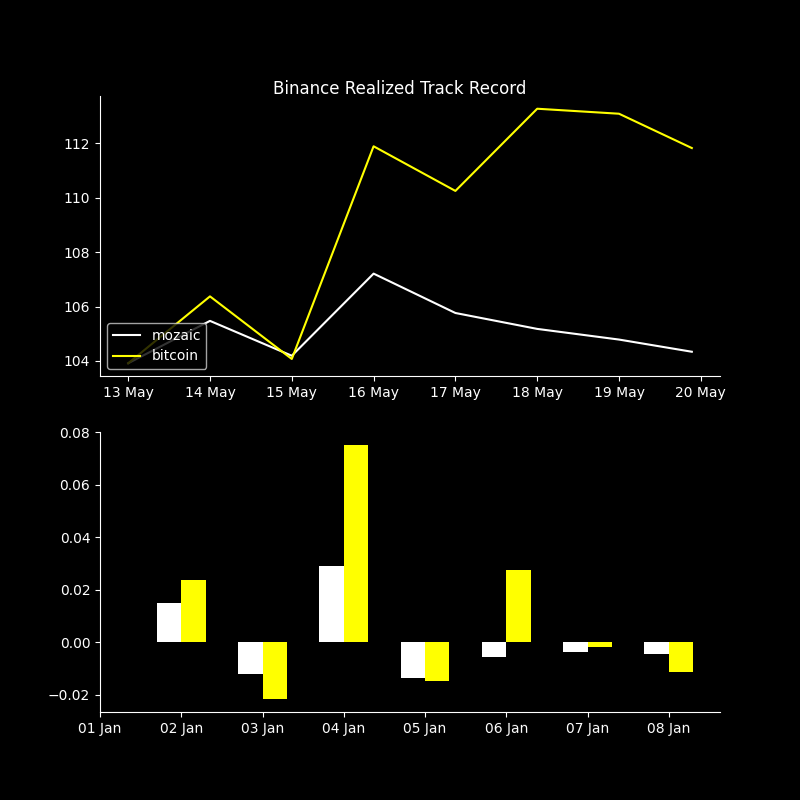 Binance Realized Track Record
112
110
108
106
104
mozaic
bitcoin
13 May 14 May 15 May 16 May 17 May 18 May 19 May 20 May
0.08
0.06
0.04
0.02
0.00
−0.02
01 Jan 02 Jan 03 Jan 04 Jan 05 Jan 06 Jan 07 Jan 08 Jan